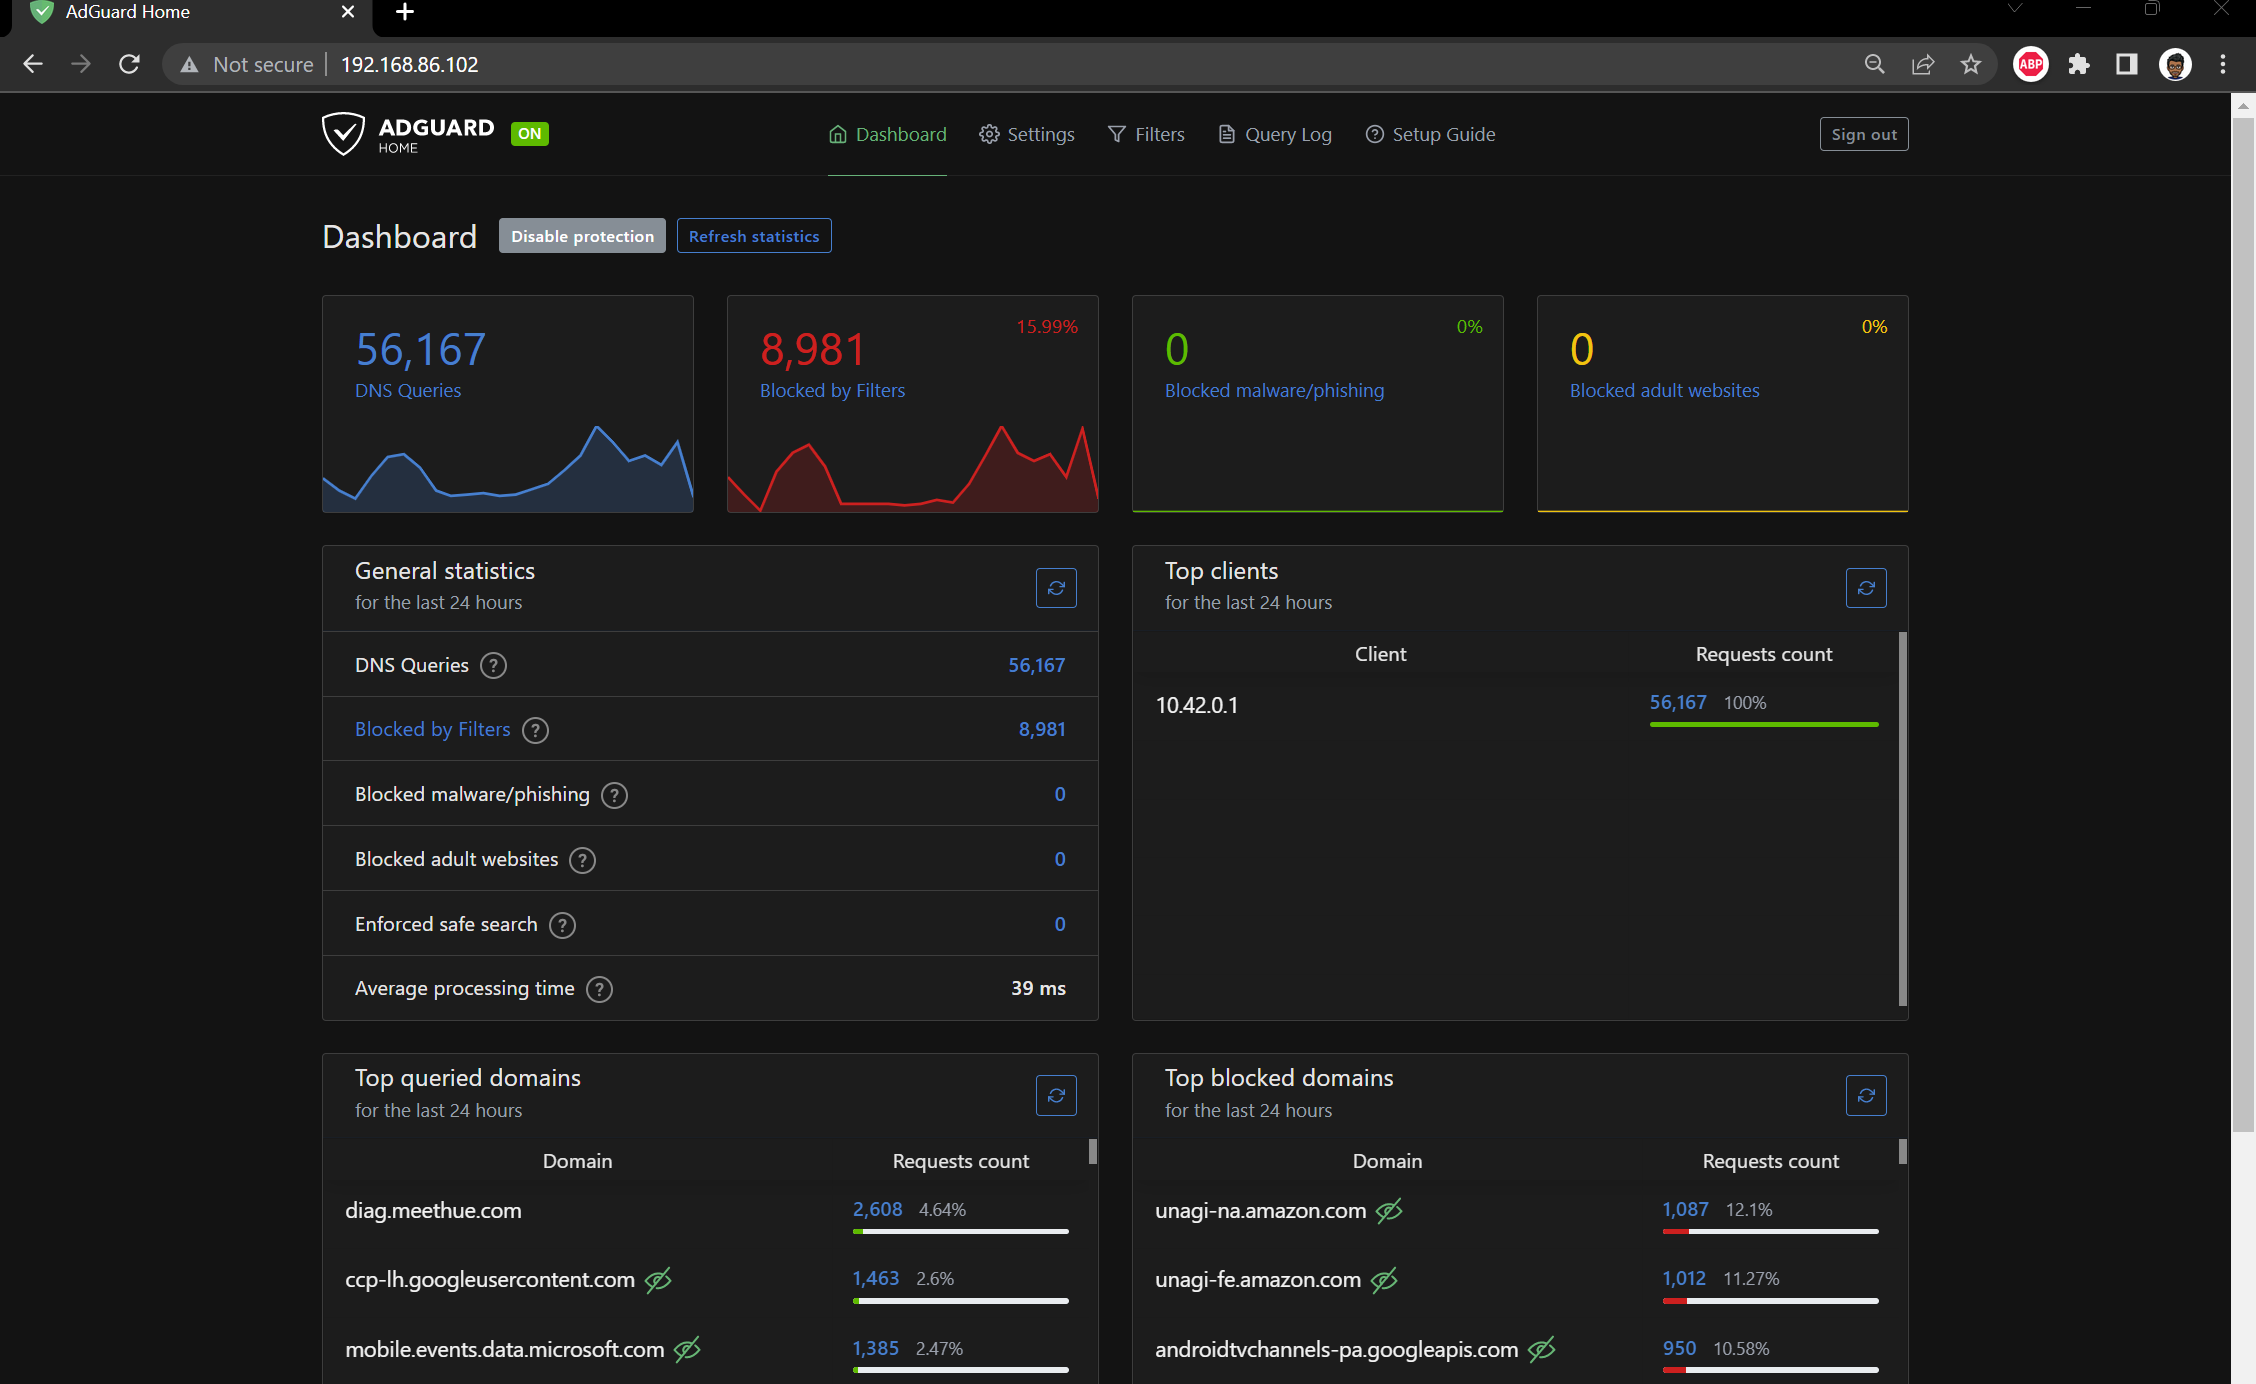 AdGuard Home
Not secure
192.168.86.102
ABP
ADGUARD
HOME
ON
Dashboard
Settings
Filters
Query Log
Setup Guide
Sign out
Dashboard
Disable protection
Refresh statistics
56,167
DNS Queries
15.99%
8,981
Blocked by Filters
0%
0
Blocked malware/phishing
0%
0
Blocked adult websites
General statistics
for the last 24 hours
DNS Queries ? 56,167
Blocked by Filters ? 8,981
Blocked malware/phishing ? 0
Blocked adult websites ? 0
Enforced safe search ? 0
Average processing time ? 39 ms
Top clients
for the last 24 hours
Client Requests count
10.42.0.1 56,167 100%
Top queried domains
for the last 24 hours
Domain Requests count
diag.meethue.com 2,608 4.64%
ccp-lh.googleusercontent.com 1,463 2.6%
mobile.events.data.microsoft.com 1,385 2.47%
Top blocked domains
for the last 24 hours
Domain Requests count
unagi-na.amazon.com 1,087 12.1%
unagi-fe.amazon.com 1,012 11.27%
androidtvchannels-pa.googleapis.com 950 10.58%